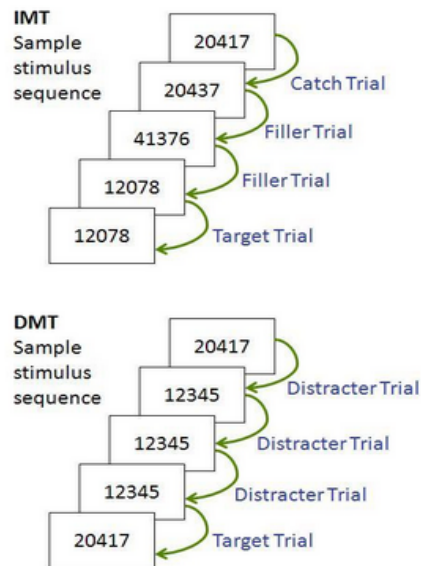 IMT
Sample
stimulus
sequence
20417
Catch Trial
20437
Filler Trial
41376
Filler Trial
12078
Target Trial
12078
DMT
Sample
stimulus
sequence
20417
Distracter Trial
12345
Distracter Trial
12345
Distracter Trial
12345
Target Trial
20417